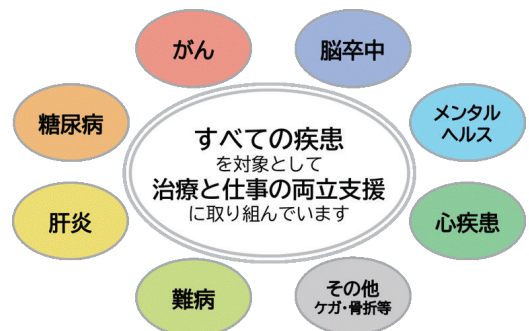 がん
脳卒中
糖尿病
メンタル
ヘルス
すべての疾患
を対象として
治療と仕事の両立支援
に取り組んでいます
肝炎
心疾患
難病
その他
ケガ・骨折等